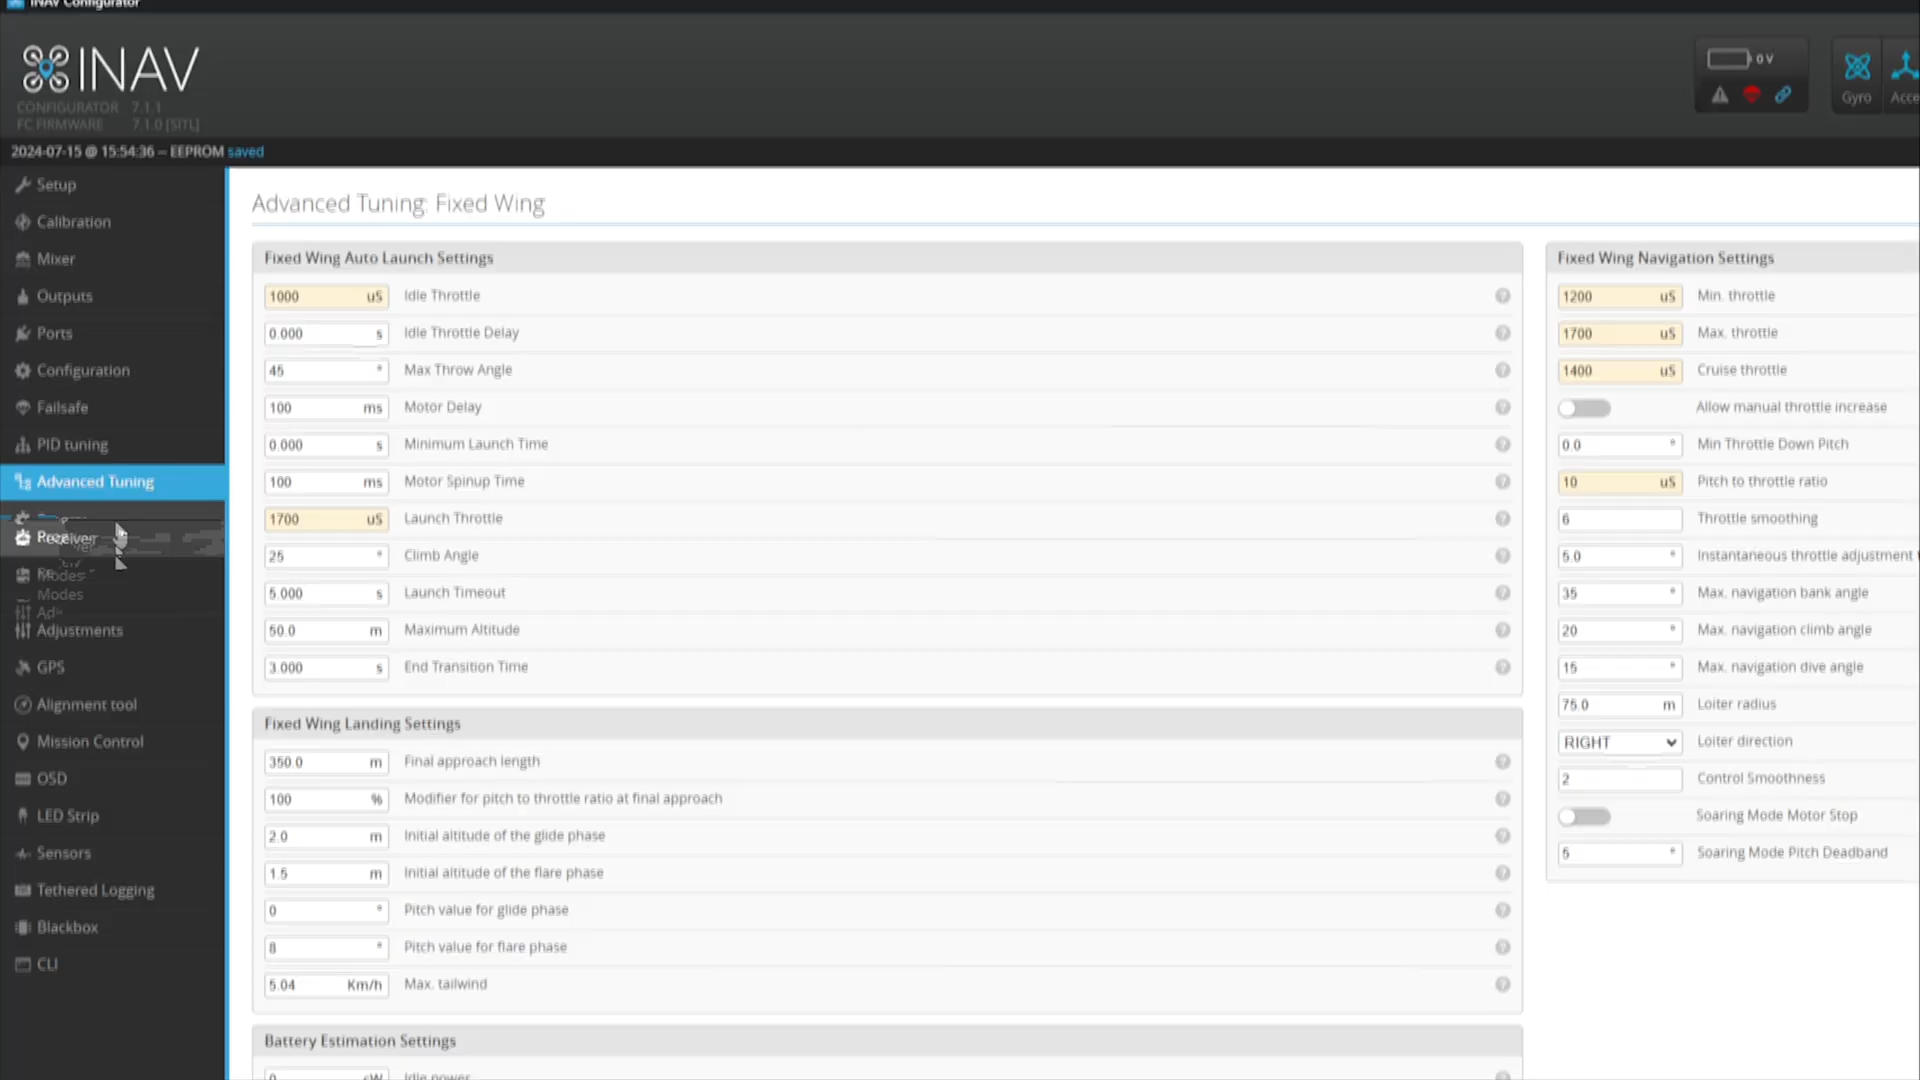 INAV Configurator
INAV
CONFIGURATOR 7.1.1
FC FIRMWARE 7.1.0 [SITL]
0 V
Gyro
Acce
2024-07-15 @ 15:54:36 -- EEPROM saved
Setup
Calibration
Mixer
Outputs
Ports
Configuration
Failsafe
PID tuning
Advanced Tuning
Receiver
Modes
Modes
Adjustments
GPS
Alignment tool
Mission Control
OSD
LED Strip
Sensors
Tethered Logging
Blackbox
CLI
Advanced Tuning: Fixed Wing
Fixed Wing Auto Launch Settings
1000 uS Idle Throttle
0.000 s Idle Throttle Delay
45 ° Max Throw Angle
100 ms Motor Delay
0.000 s Minimum Launch Time
100 ms Motor Spinup Time
1700 uS Launch Throttle
25 ° Climb Angle
5.000 s Launch Timeout
50.0 m Maximum Altitude
3.000 s End Transition Time
Fixed Wing Landing Settings
350.0 m Final approach length
100 % Modifier for pitch to throttle ratio at final approach
2.0 m Initial altitude of the glide phase
1.5 m Initial altitude of the flare phase
0 ° Pitch value for glide phase
8 ° Pitch value for flare phase
5.04 Km/h Max. tailwind
Battery Estimation Settings
0 cW Idle power
Fixed Wing Navigation Settings
1200 uS Min. throttle
1700 uS Max. throttle
1400 uS Cruise throttle
Allow manual throttle increase
0.0 ° Min Throttle Down Pitch
10 uS Pitch to throttle ratio
6 Throttle smoothing
5.0 ° Instantaneous throttle adjustment
35 ° Max. navigation bank angle
20 ° Max. navigation climb angle
15 ° Max. navigation dive angle
75.0 m Loiter radius
RIGHT Loiter direction
2 Control Smoothness
Soaring Mode Motor Stop
5 ° Soaring Mode Pitch Deadband